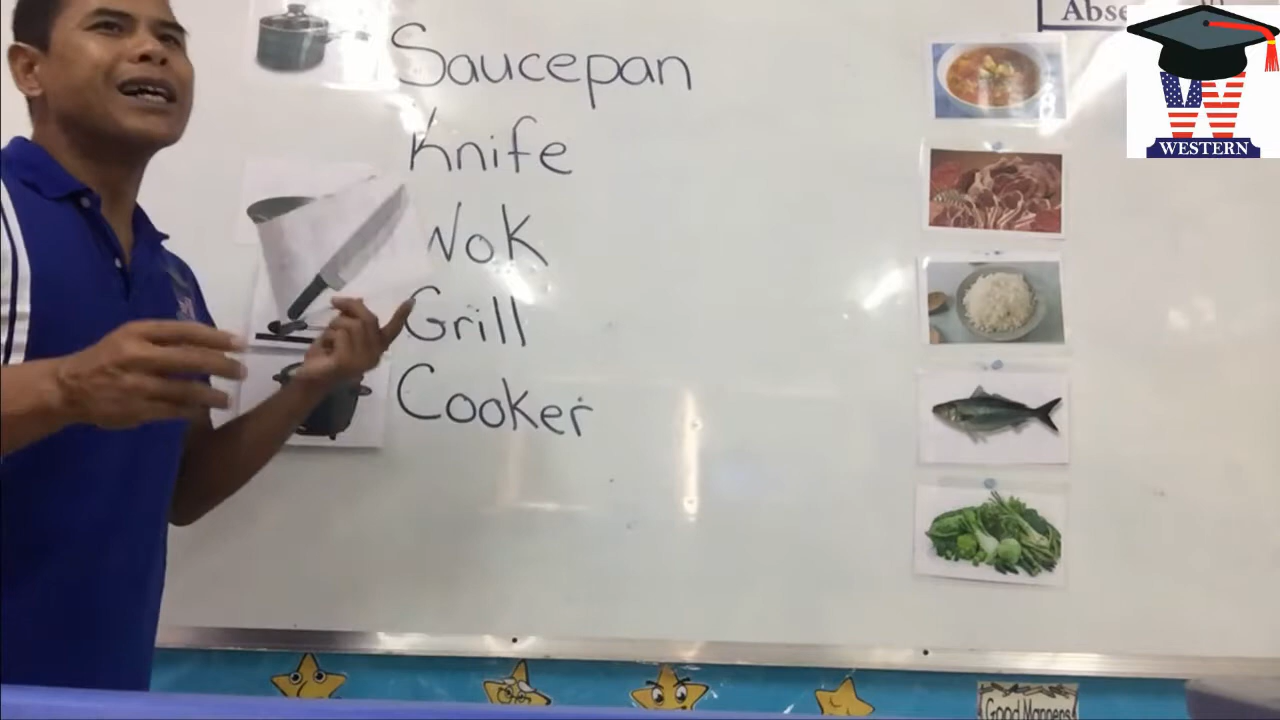 Saucepan
Knife
Wok
Grill
Cooker
WESTERN
Good Manners